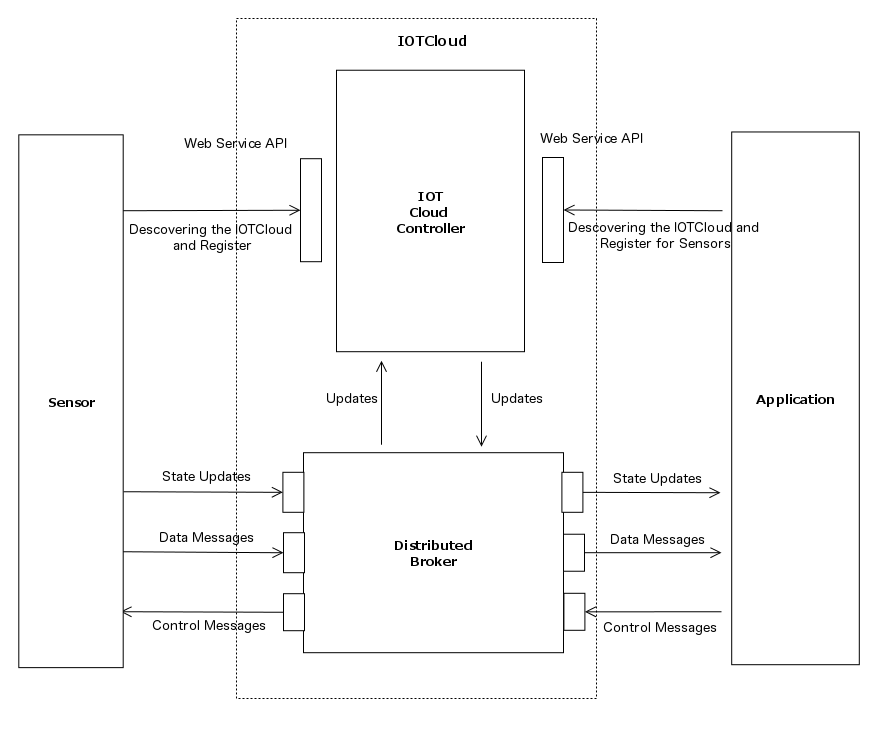 IOTCloud
Web Service API
Web Service API
IOT
Cloud
Controller
Descovering the IOTCloud
and Register
Descovering the IOTCloud and
Register for Sensors
Sensor
Updates
Updates
Application
State Updates
State Updates
Data Messages
Data Messages
Distributed
Broker
Control Messages
Control Messages